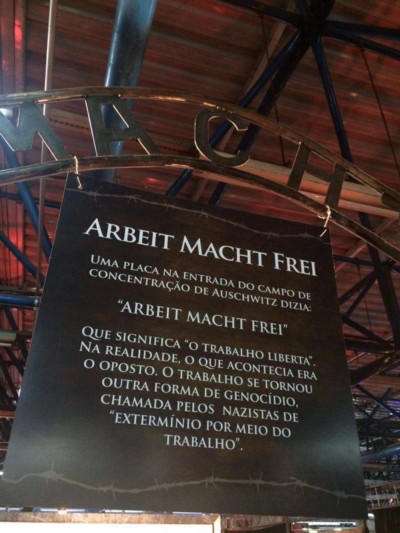 MACH
ARBEIT MACHT FREI
UMA PLACA NA ENTRADA DO CAMPO DE
CONCENTRAÇÃO DE AUSCHWITZ DIZIA:
"ARBEIT MACHT FREI"
QUE SIGNIFICA "O TRABALHO LIBERTA".
NA REALIDADE, O QUE ACONTECIA ERA
O OPOSTO. O TRABALHO SE TORNOU
OUTRA FORMA DE GENOCÍDIO,
CHAMADA PELOS NAZISTAS DE
"EXTERMÍNIO POR MEIO DO
TRABALHO".